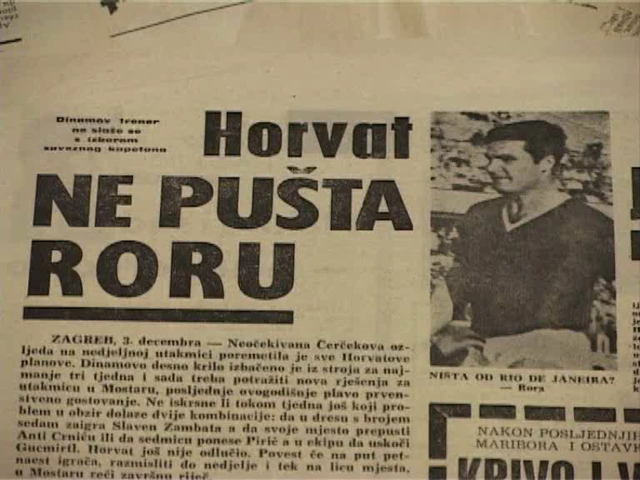 Dinamov trener
ne slaže se
s izborom
saveznog kapetana
Horvat
NE PUŠTA
RORU
ZAGREB, 3. decembra — Neočekivana Cerčekova oz-
ljeda na nedjeljnoj utakmici poremetila je sve Horvatove
planove. Dinamovo desno krilo izbačeno je iz stroja za naj-
manje tri tjedna i sada treba potražiti nova rješenja za
utakmicu u Mostaru, posljednje ovogodišnje plavo prven-
stveno gostovanje. Ne iskrsne li tokom tjedna još koji pro-
blem u obzir dolaze dvije kombinacije: da u dresu s brojem
sedam zaigra Slaven Zambata a da svoje mjesto prepusti
Anti Crniću ili da sedmicu ponese Pirić a u ekipu da uskoči
Gucmirtl. Horvat još nije odlučio. Povest će na put pet-
naest igrača, razmisliti do nedjelje i tek na licu mjesta,
u Mostaru reći završnu riječ.
NIŠTA OD RIO DE JANEIRA?
— Rora
NAKON POSLJEDNJIH
MARIBORA I OSTAVK
KRIVO I V